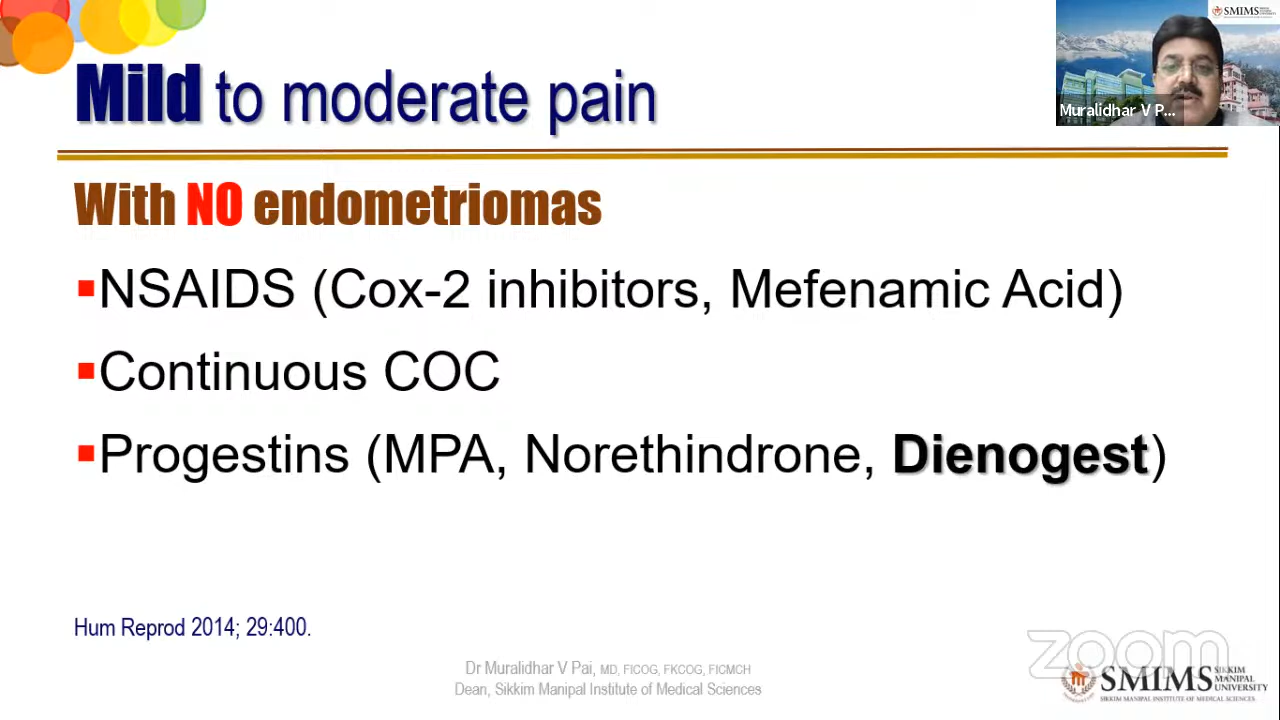 Mild to moderate pain
SMIMS
Muralidhar V P...
With NO endometriomas
▪NSAIDS (Cox-2 inhibitors, Mefenamic Acid)
▪Continuous COC
▪Progestins (MPA, Norethindrone, Dienogest)
Hum Reprod 2014; 29:400.
zoom
Dr Muralidhar V Pai, MD, FICOG, FKCOG, FICMCH
Dean, Sikkim Manipal Institute of Medical Sciences
SMIMS SIKKIM MANIPAL UNIVERSITY
SIKKIM MANIPAL INSTITUTE OF MEDICAL SCIENCES